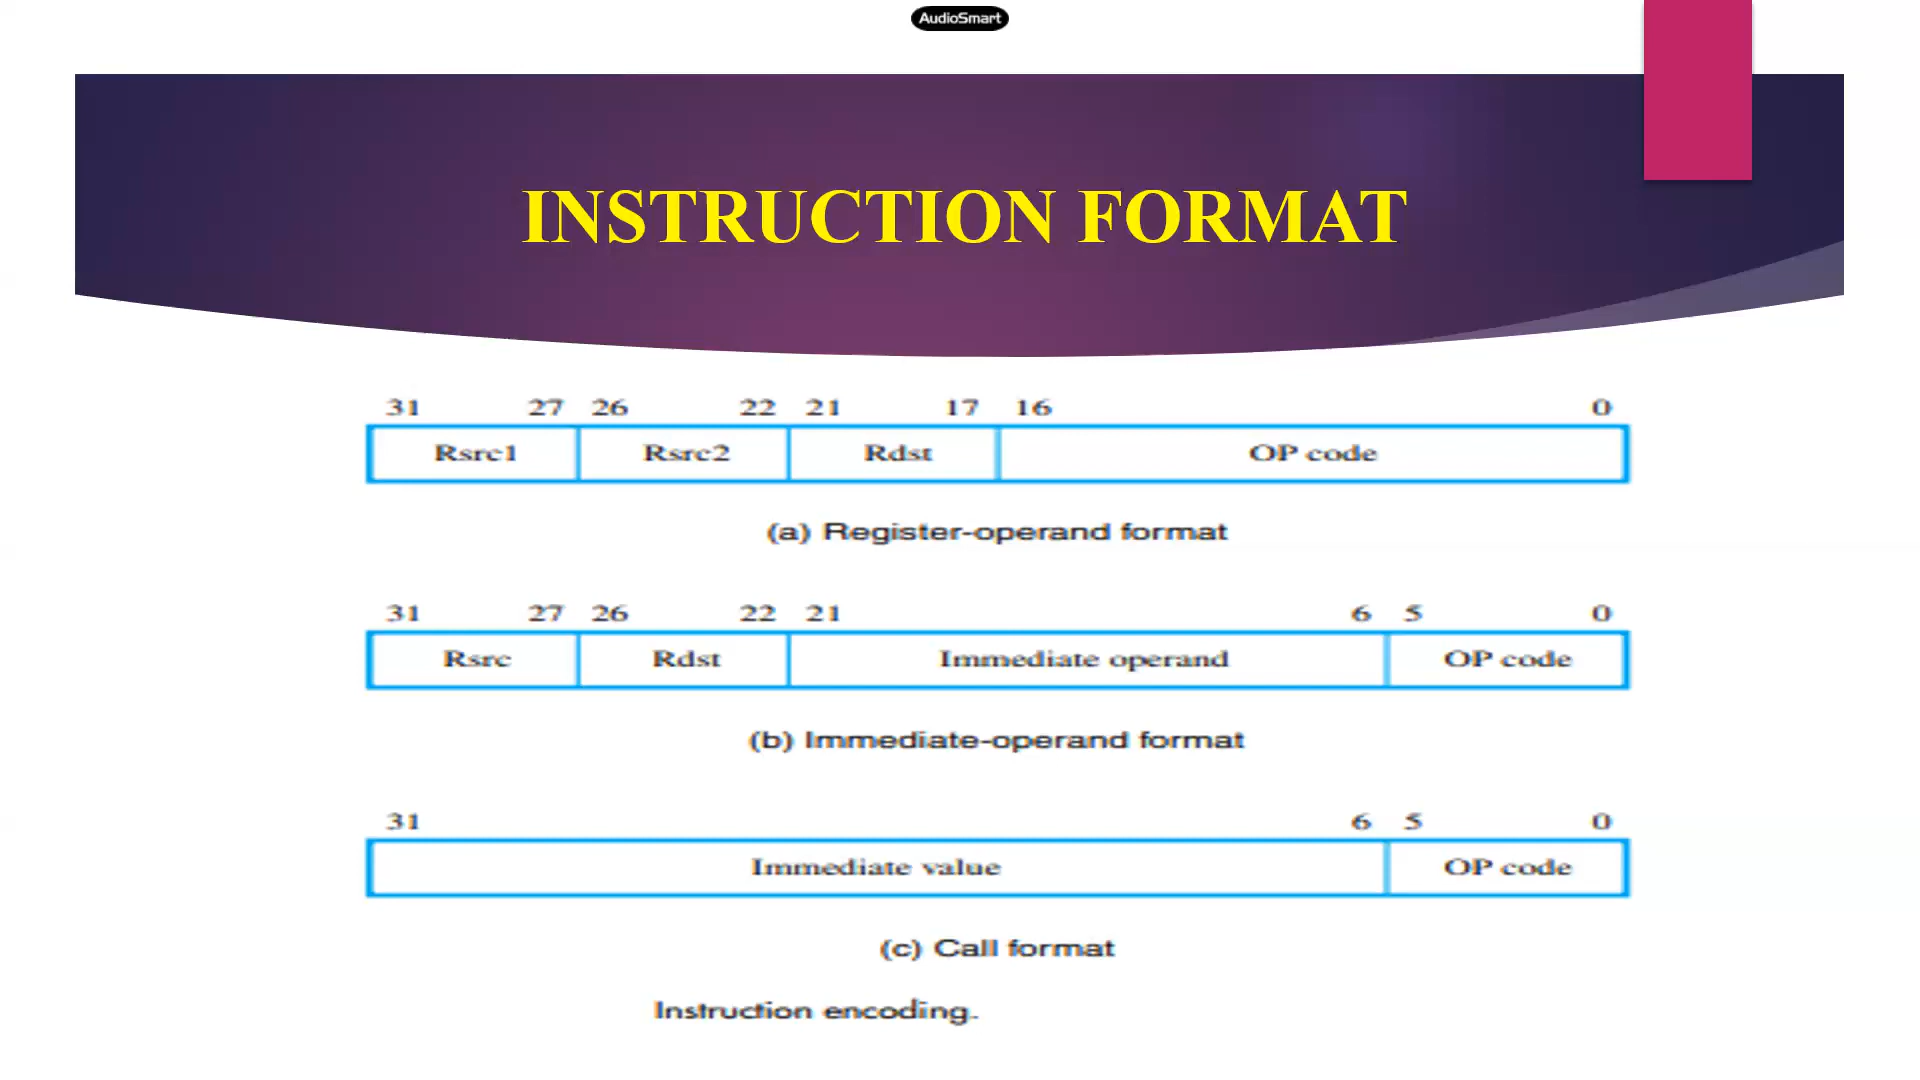 AudioSmart
INSTRUCTION FORMAT
31 27 26 22 21 17 16 0
Rsrc1 Rsrc2 Rdst OP code
(a) Register-operand format
31 27 26 22 21 6 5 0
Rsrc Rdst Immediate operand OP code
(b) Immediate-operand format
31 6 5 0
Immediate value OP code
(c) Call format
Instruction encoding.